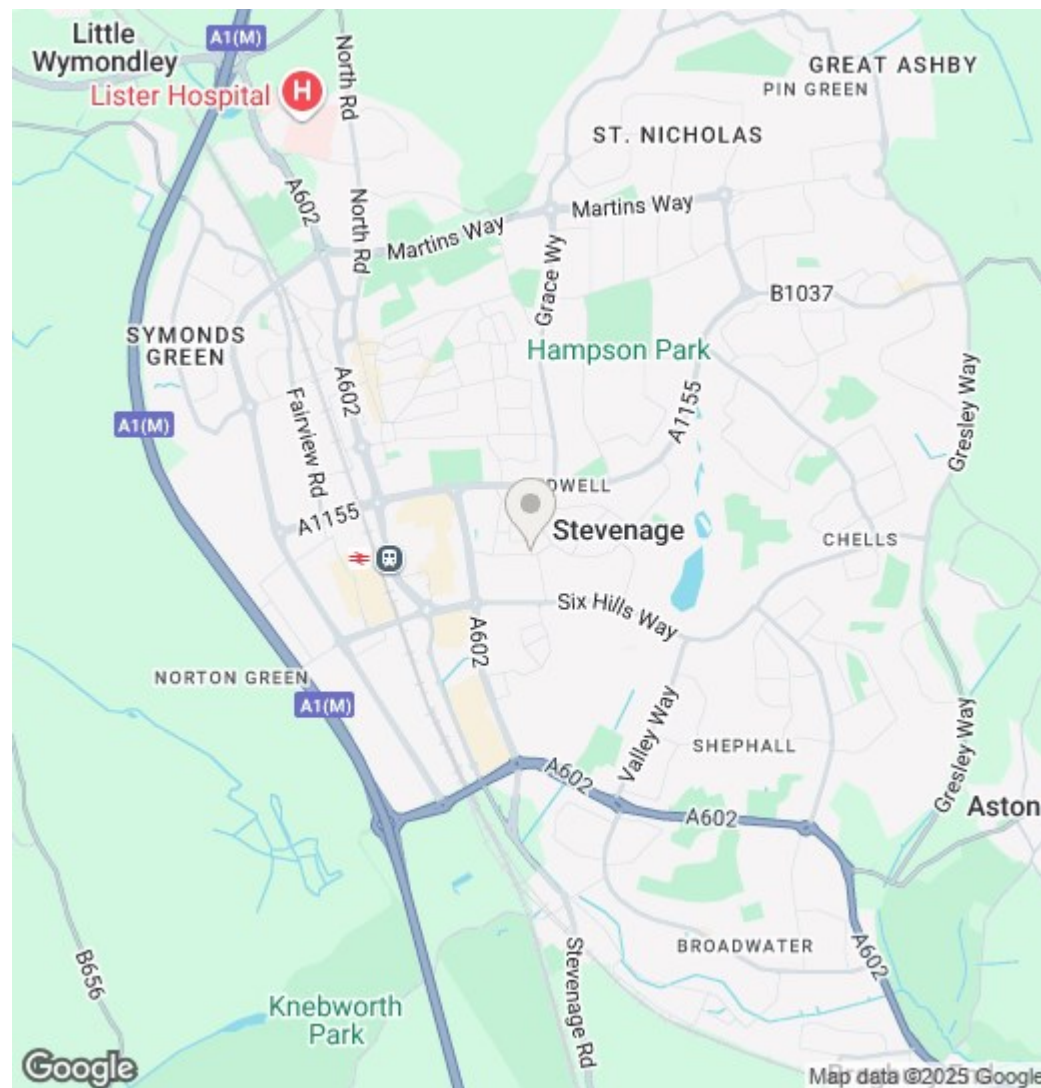 Little
Wymondley
A1(M)
North Rd
GREAT ASHBY
PIN GREEN
Lister Hospital
H
ST. NICHOLAS
A602
North Rd
Martins Way
Martins Way
Grace Wy
B1037
SYMONDS
GREEN
Hampson Park
A602
Fairview Rd
A1155
Gresley Way
A1(M)
DWELL
A1155
Stevenage
CHELLS
Six Hills Way
A602
NORTON GREEN
A1(M)
Valley Way
SHEPHALL
Gresley Way
A602
A602
Aston
BROADWATER
A602
B656
Stevenage Rd
Knebworth
Park
Google
Map data ©2025 Google